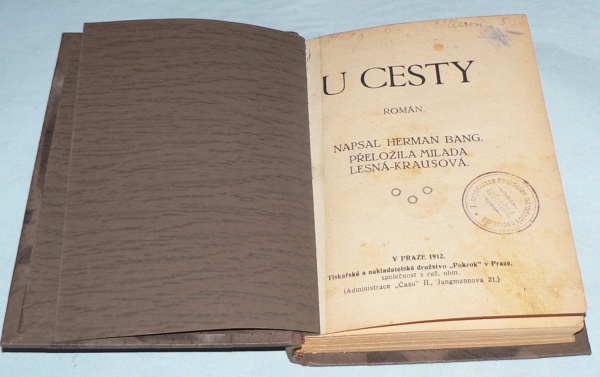 U CESTY
ROMÁN.
NAPSAL HERMAN BANG.
PŘELOŽILA MILADA
LESNÁ-KRAUSOVÁ.
V PRAZE 1912.
Tiskařské a nakladatelské družstvo „Pokrok“ v Praze,
společnost s rač. obm.
(Administrace „Času“ II., Jungmannova 21.)